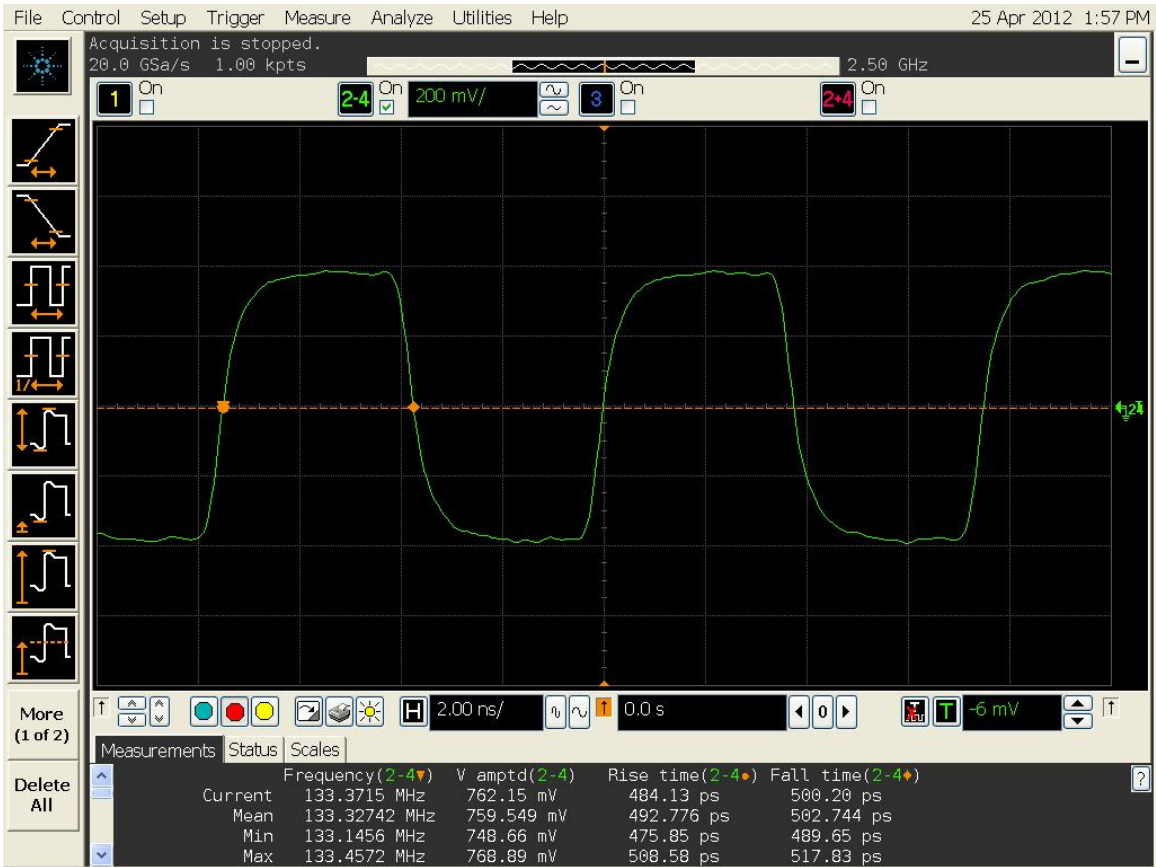 File Control Setup Trigger Measure Analyze Utilities Help 25 Apr 2012 1:57 PM
Acquisition is stopped.
20.0 GSa/s 1.00 kpts 2.50 GHz
1 On 2-4 On 200 mV/ 3 On 2+4 On
1/
More
(1 of 2)
Delete
All
H 2.00 ns/ 0.0 s 0 T -6 mV
Measurements Status Scales
Frequency(2-4) V amptd(2-4) Rise time(2-4) Fall time(2-4) ?
Current 133.3715 MHz 762.15 mV 484.13 ps 500.20 ps
Mean 133.32742 MHz 759.549 mV 492.776 ps 502.744 ps
Min 133.1456 MHz 748.66 mV 475.85 ps 489.65 ps
Max 133.4572 MHz 768.89 mV 508.58 ps 517.83 ps